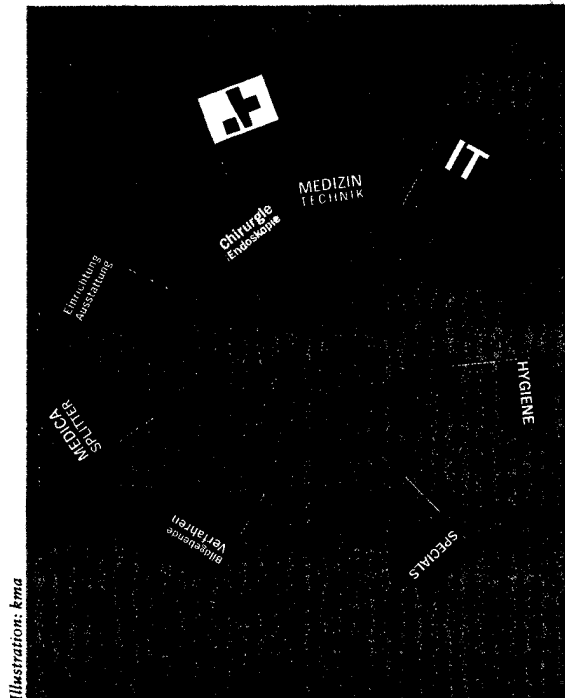 MEDIZIN
TECHNIK
IT
HYGIENE
SPECIALS
Bildgebende
Verfahren
MEDICA
SPLITTER
Einrichtung
Ausstattung
Chirurgie
Endoskopie
Illustration: kma